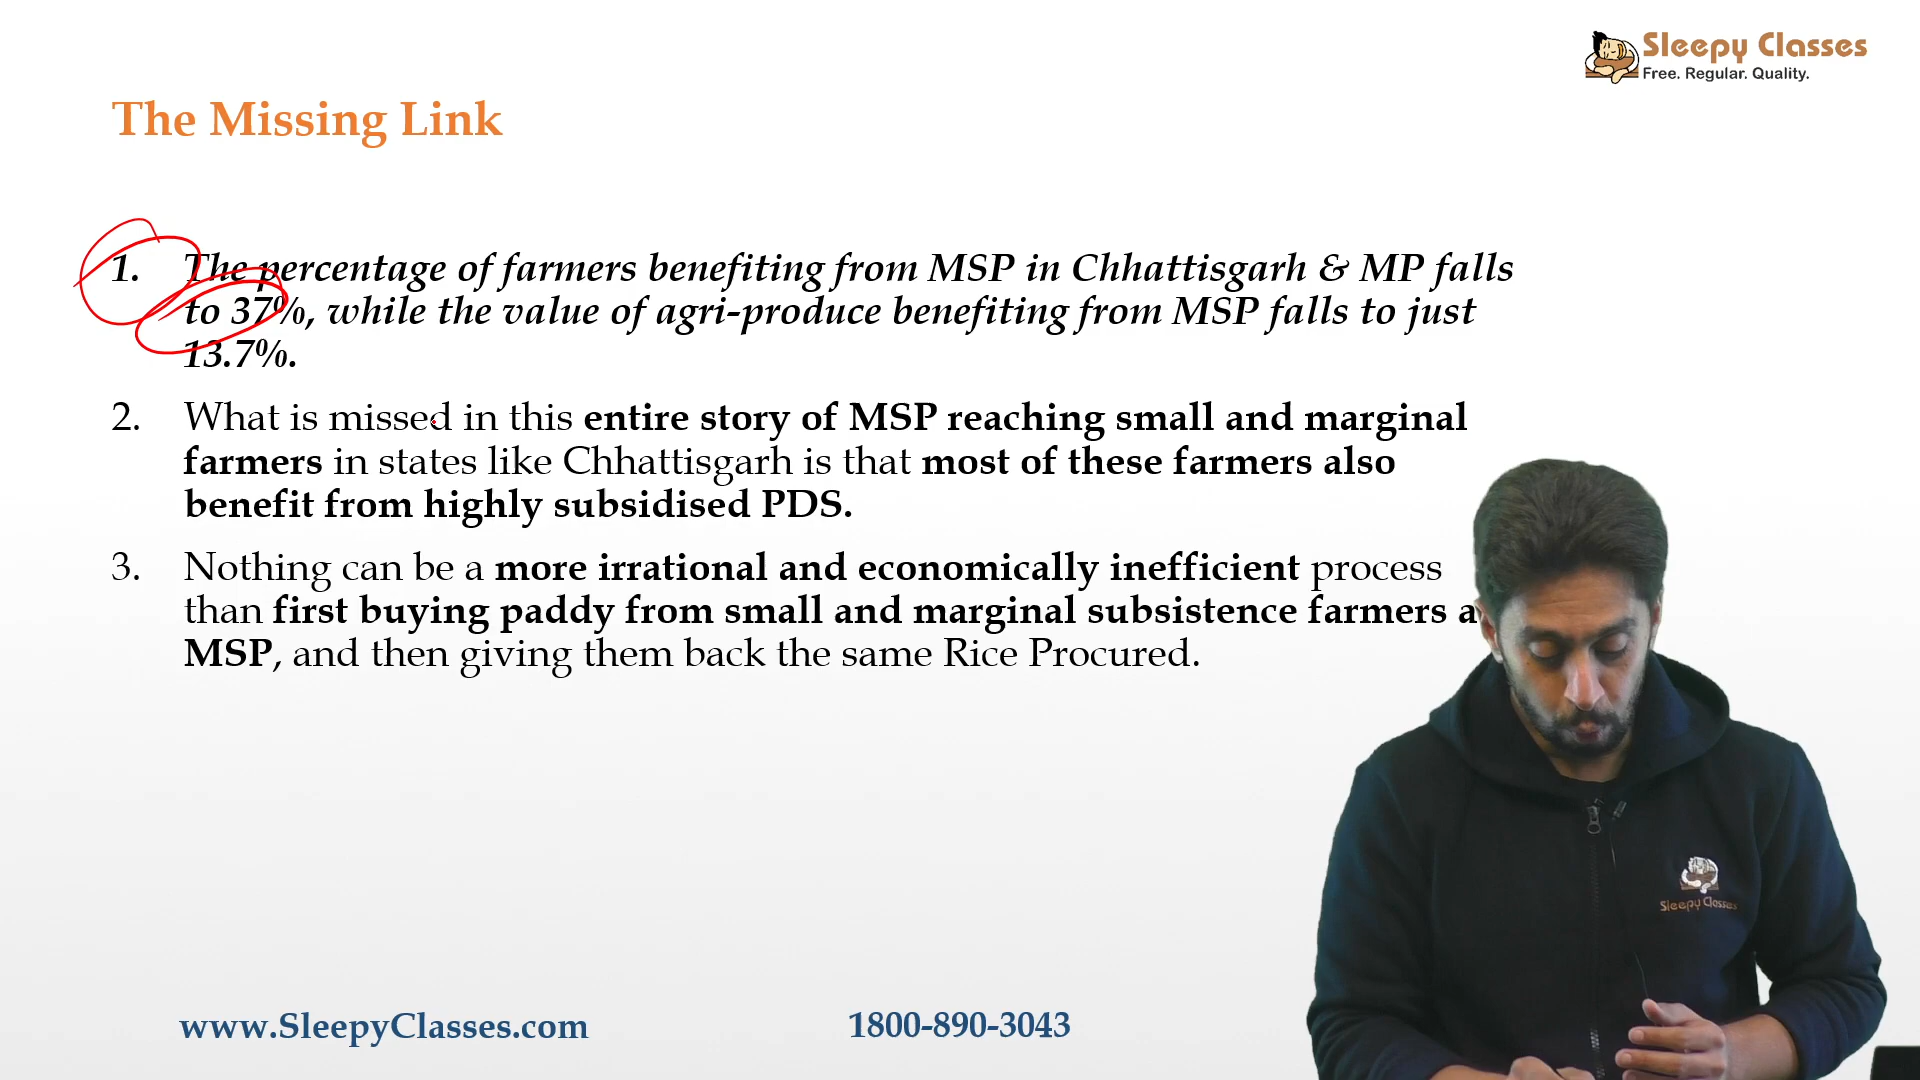 Sleepy Classes
Free. Regular. Quality.
The Missing Link
1. The percentage of farmers benefiting from MSP in Chhattisgarh & MP falls
to 37%, while the value of agri-produce benefiting from MSP falls to just
13.7%.
2. What is missed in this entire story of MSP reaching small and marginal
farmers in states like Chhattisgarh is that most of these farmers also
benefit from highly subsidised PDS.
3. Nothing can be a more irrational and economically inefficient process
than first buying paddy from small and marginal subsistence farmers
MSP, and then giving them back the same Rice Procured.
Sleepy Classes
www.SleepyClasses.com
1800-890-3043